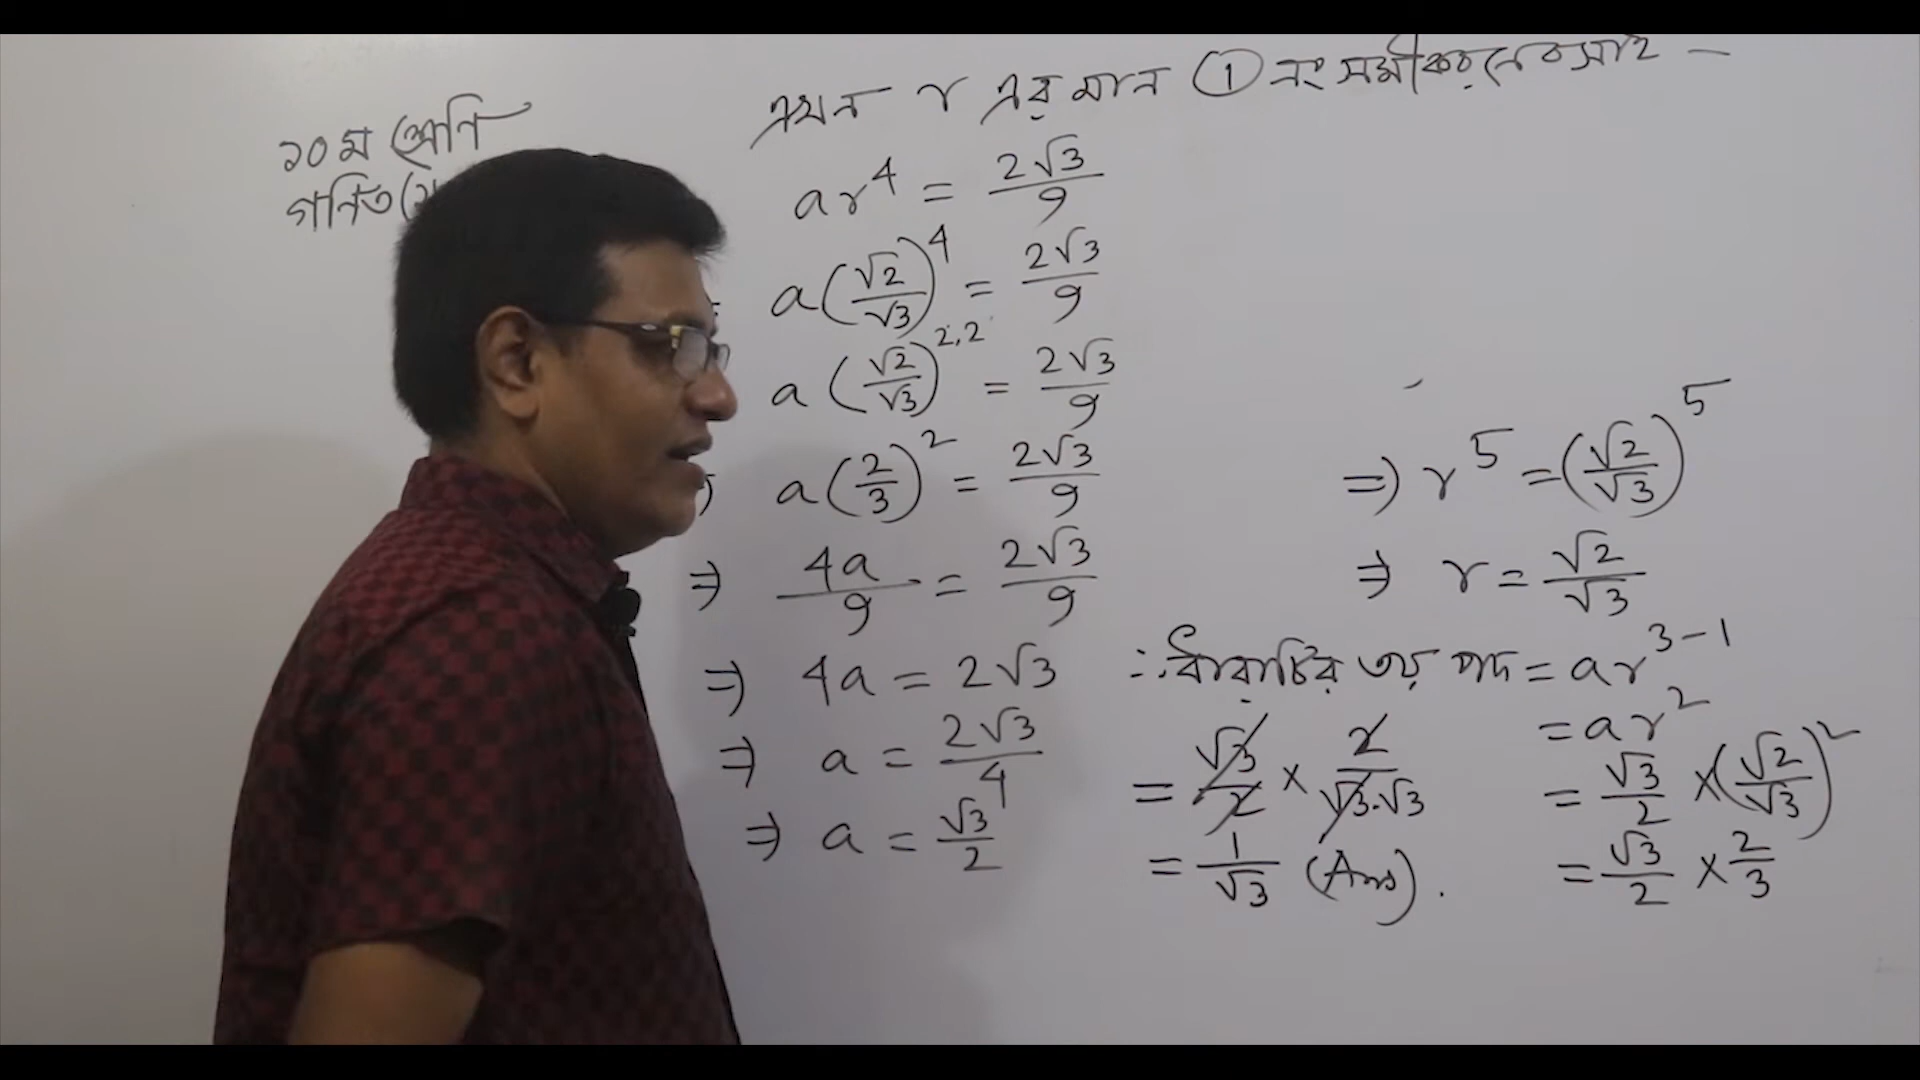 ১০ম শ্রেণি
গণিত
এখন r এর মান ① নং সমীকরনে বসাই —
ar⁴ = 2√3/9
a(√2/√3)⁴ = 2√3/9
a(√2/√3)^2.2 = 2√3/9
a(2/3)² = 2√3/9
⇒ 4a/9 = 2√3/9
⇒ 4a = 2√3
⇒ a = 2√3/4
⇒ a = √3/2
⇒ r⁵ = (√2/√3)⁵
⇒ r = √2/√3
∴ ধারাটির ৩য় পদ = ar³⁻¹
= ar²
= √3/2 × (√2/√3)²
= √3/2 × 2/3
= √3/2 × 2/√3.√3
= 1/√3 (Ans).